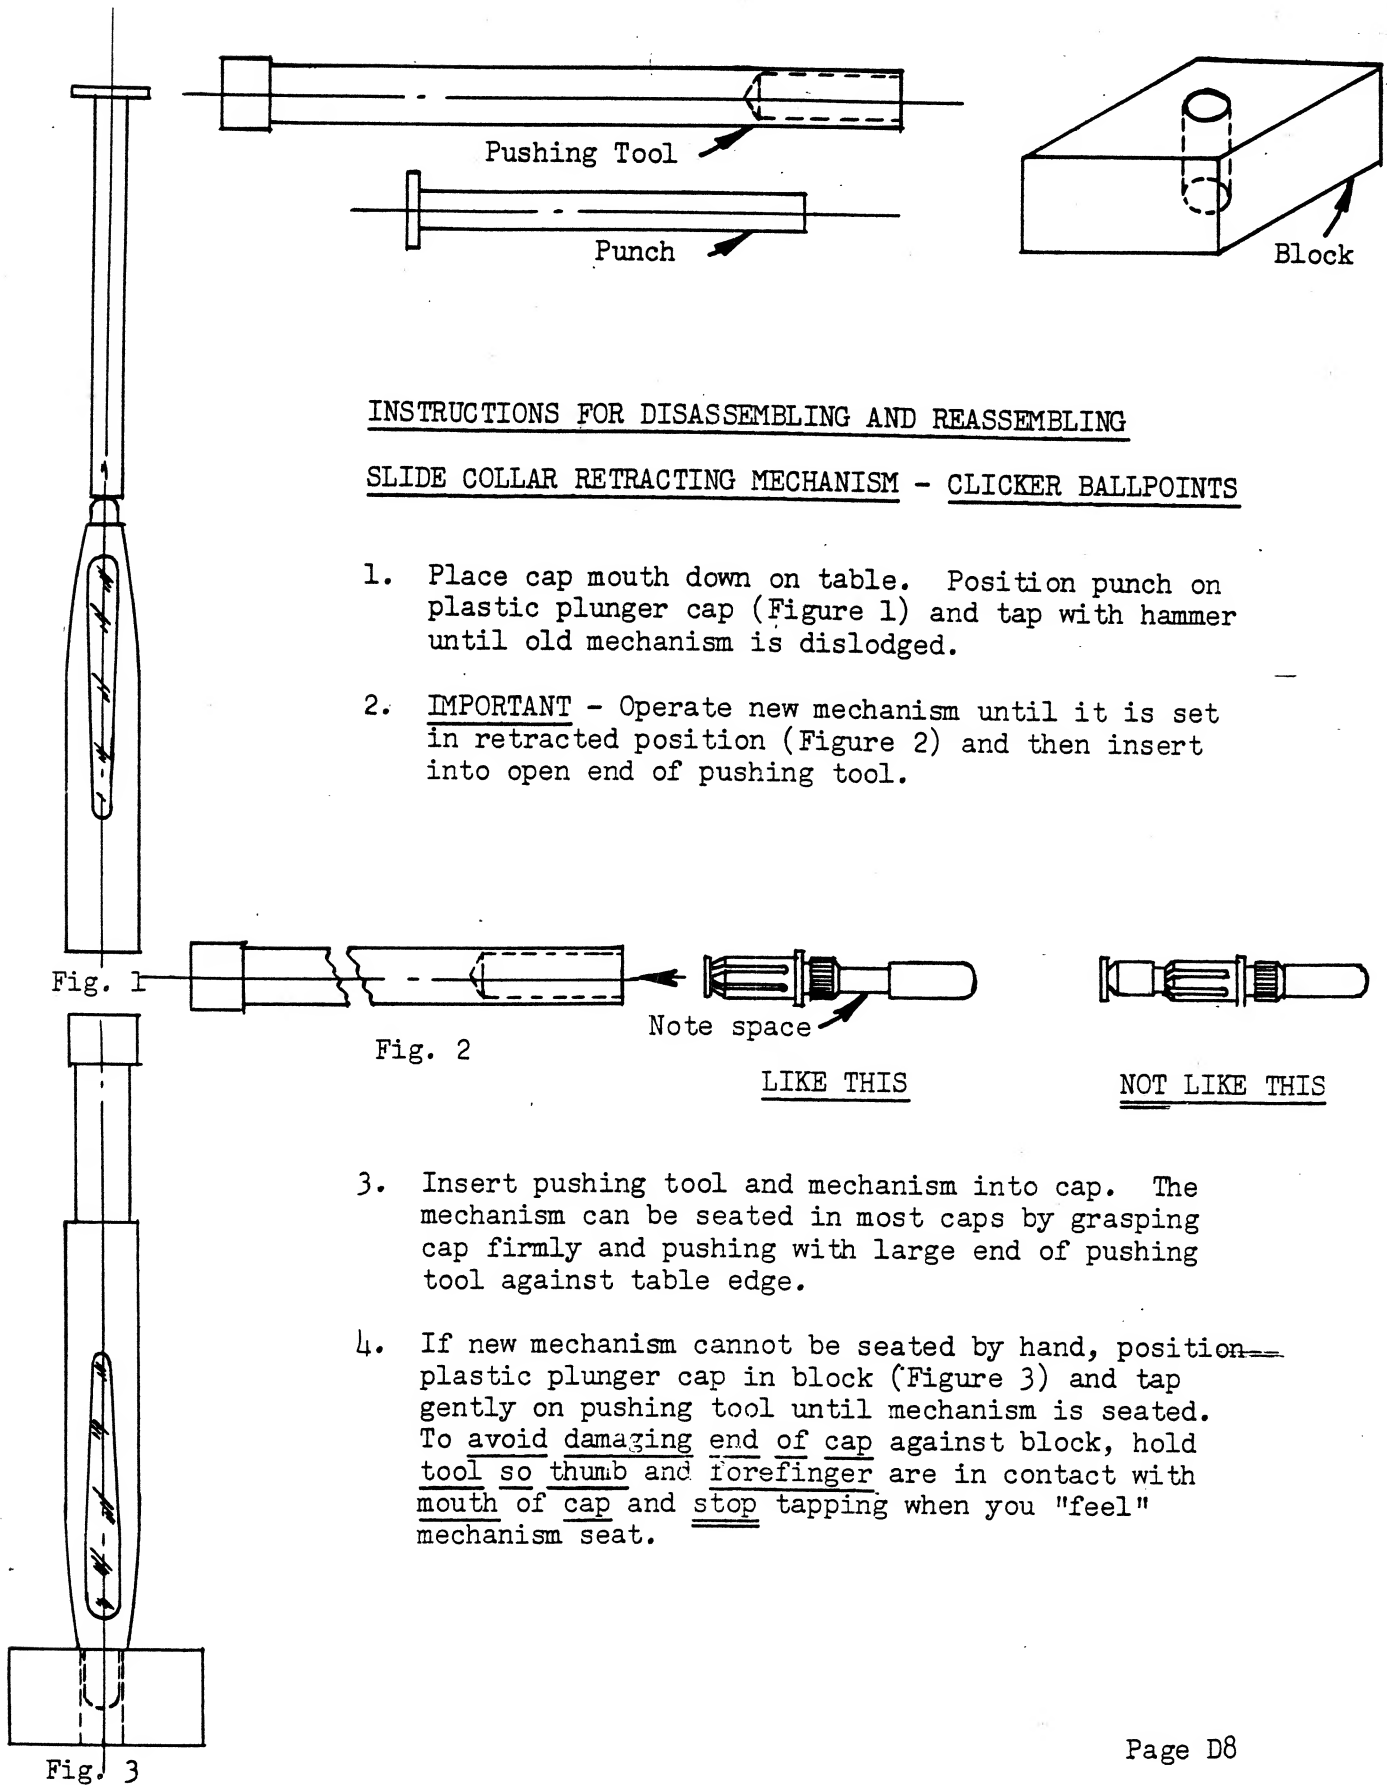 Pushing Tool
Punch
Block
INSTRUCTIONS FOR DISASSEMBLING AND REASSEMBLING
SLIDE COLLAR RETRACTING MECHANISM - CLICKER BALLPOINTS
1. Place cap mouth down on table. Position punch on
plastic plunger cap (Figure 1) and tap with hammer
until old mechanism is dislodged.
2. IMPORTANT - Operate new mechanism until it is set
in retracted position (Figure 2) and then insert
into open end of pushing tool.
Fig. 1
Note space
Fig. 2
LIKE THIS
NOT LIKE THIS
3. Insert pushing tool and mechanism into cap. The
mechanism can be seated in most caps by grasping
cap firmly and pushing with large end of pushing
tool against table edge.
4. If new mechanism cannot be seated by hand, position
plastic plunger cap in block (Figure 3) and tap
gently on pushing tool until mechanism is seated.
To avoid damaging end of cap against block, hold
tool so thumb and forefinger are in contact with
mouth of cap and stop tapping when you "feel"
mechanism seat.
Page D8
Fig. 3